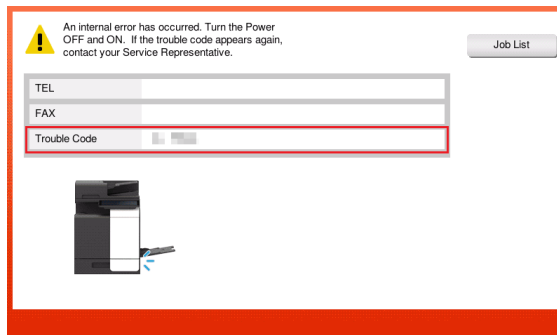 An internal error has occurred. Turn the Power
OFF and ON.  If the trouble code appears again,
contact your Service Representative.
Job List
TEL
FAX
Trouble Code